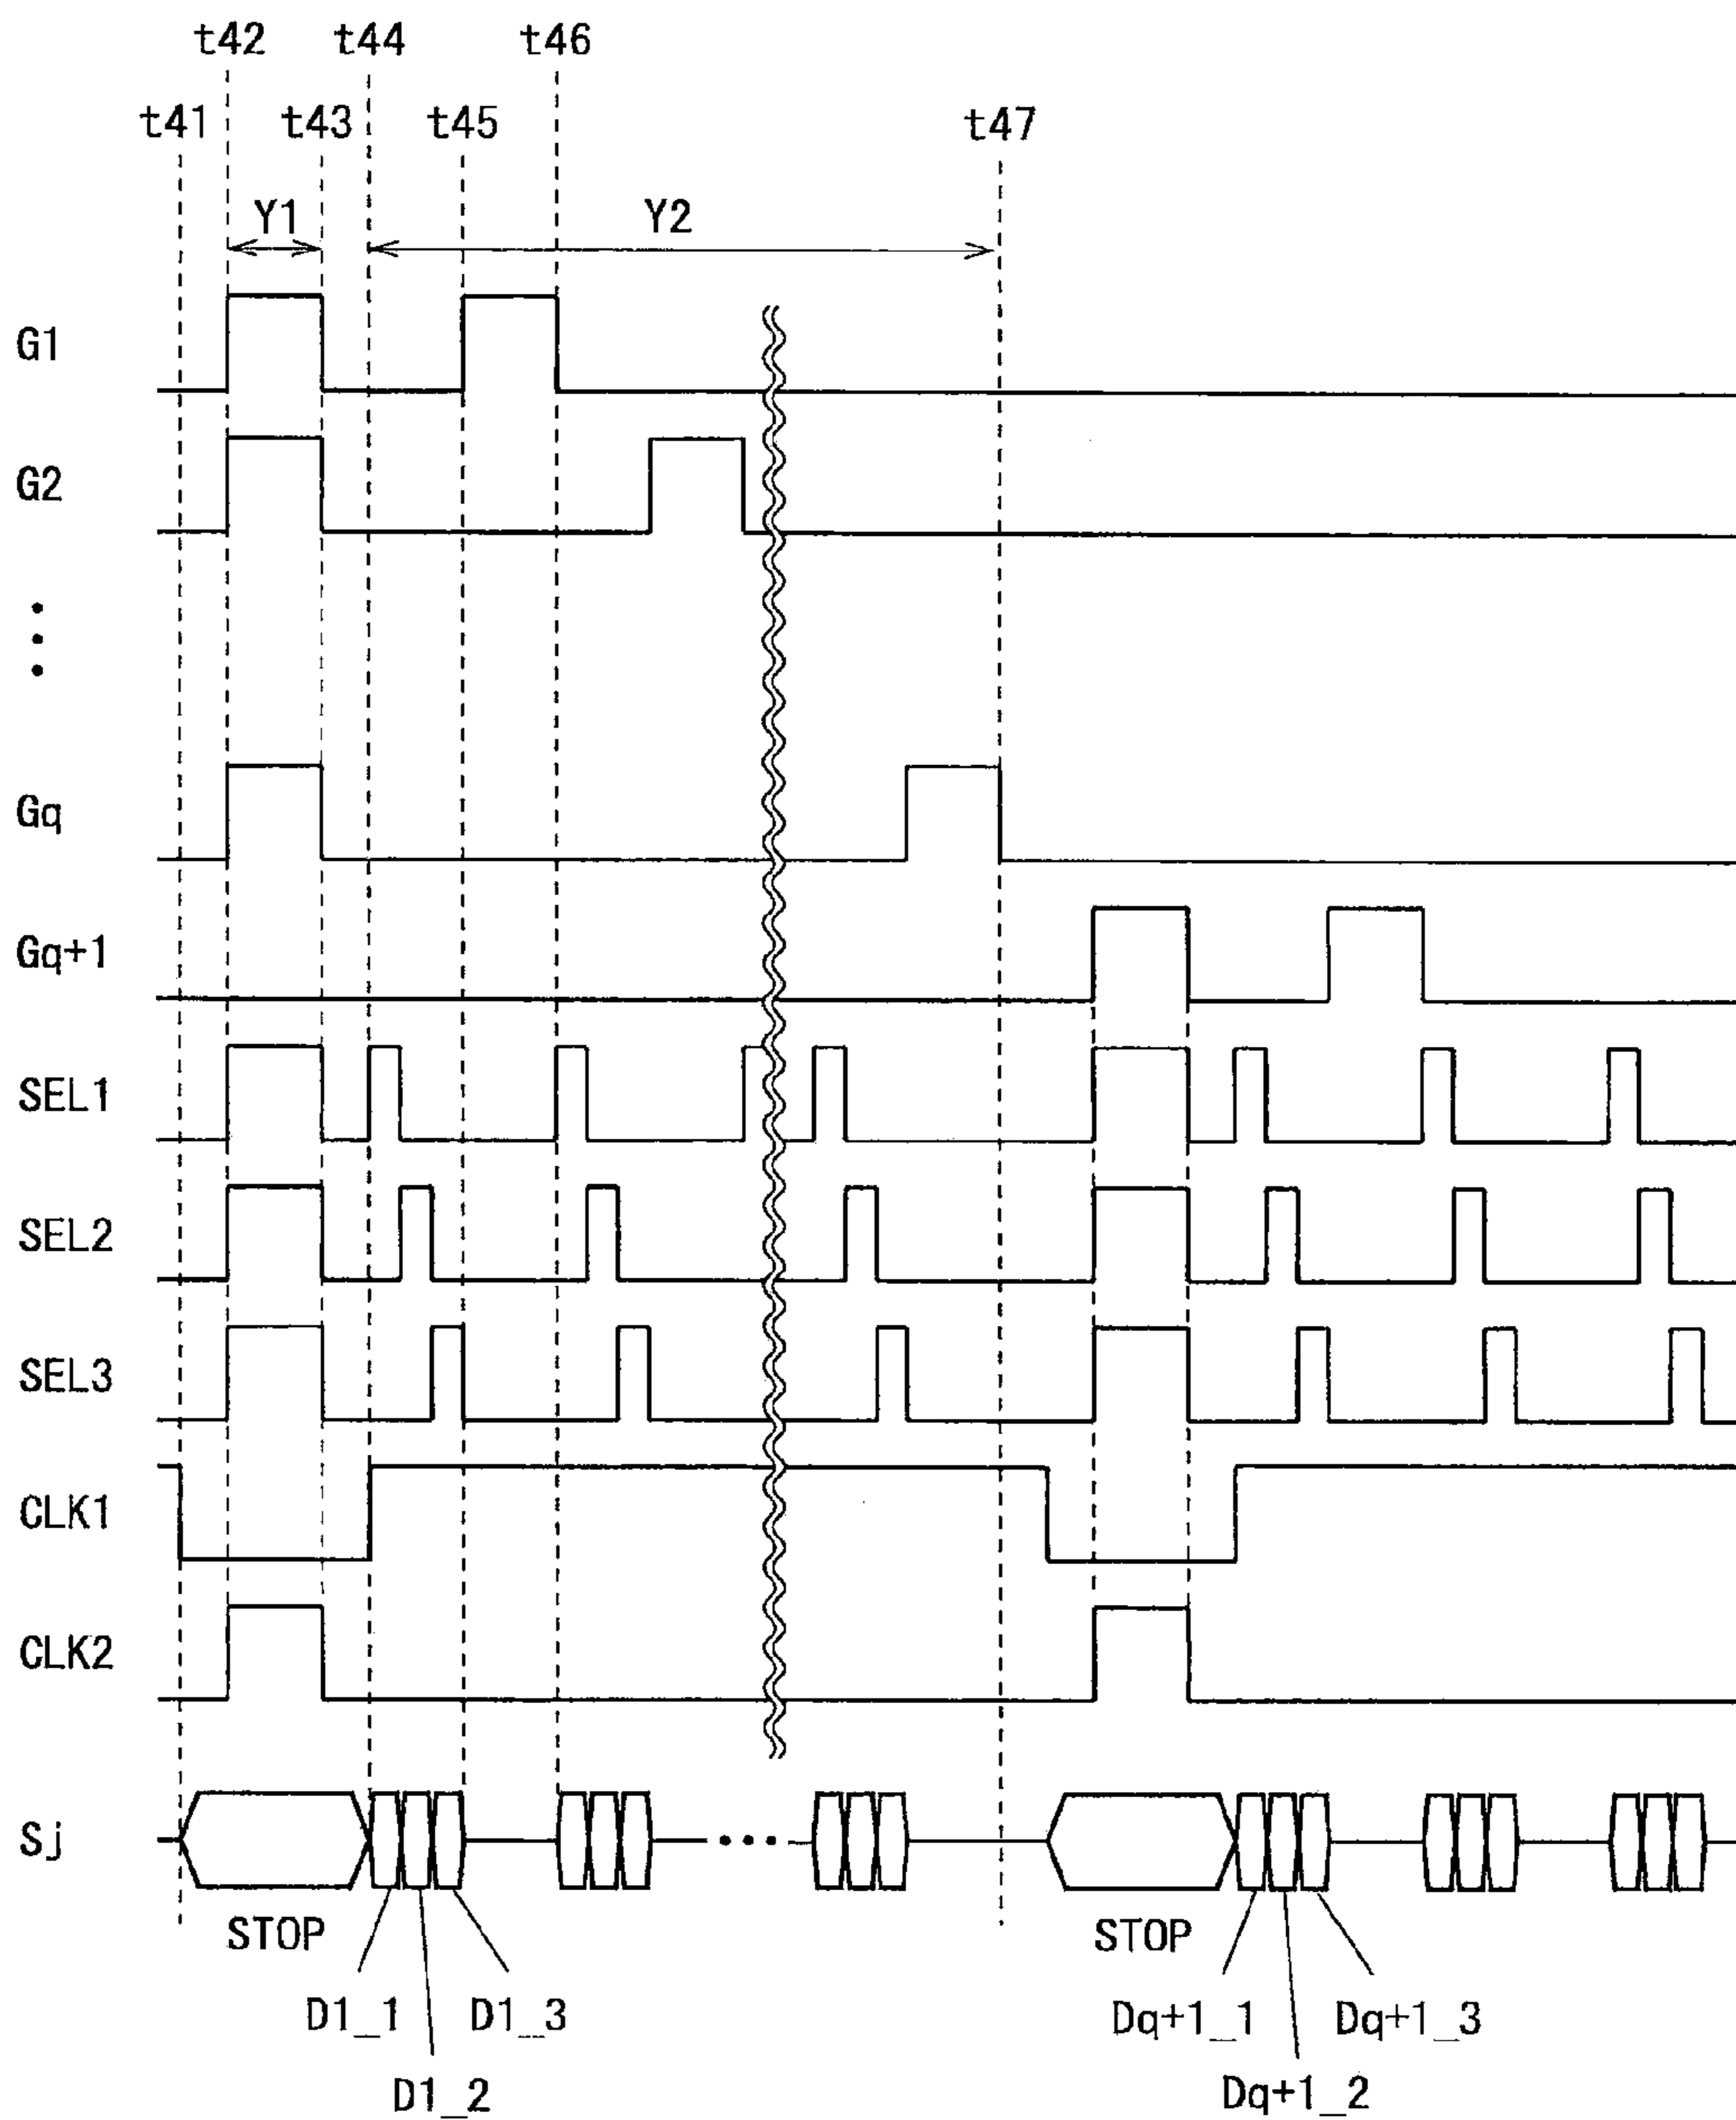 t42 t44 t46
t41 t43 t45 t47
Y1 Y2
G1
G2
⋮
Gq
Gq+1
SEL1
SEL2
SEL3
CLK1
CLK2
Sj •••
STOP STOP
D1_1 D1_3 Dq+1_1 Dq+1_3
D1_2 Dq+1_2